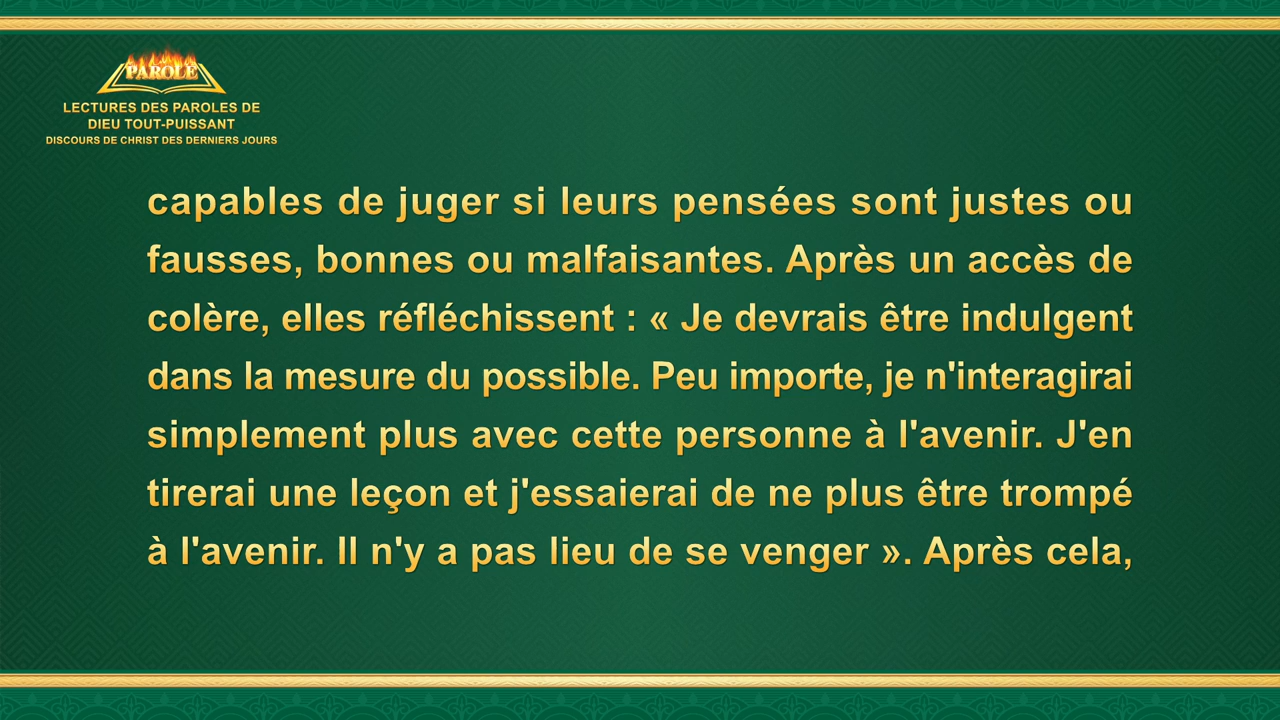 PAROLE
LECTURES DES PAROLES DE
DIEU TOUT-PUISSANT
DISCOURS DE CHRIST DES DERNIERS JOURS
capables de juger si leurs pensées sont justes ou
fausses, bonnes ou malfaisantes. Après un accès de
colère, elles réfléchissent : « Je devrais être indulgent
dans la mesure du possible. Peu importe, je n'interagirai
simplement plus avec cette personne à l'avenir. J'en
tirerai une leçon et j'essaierai de ne plus être trompé
à l'avenir. Il n'y a pas lieu de se venger ». Après cela,